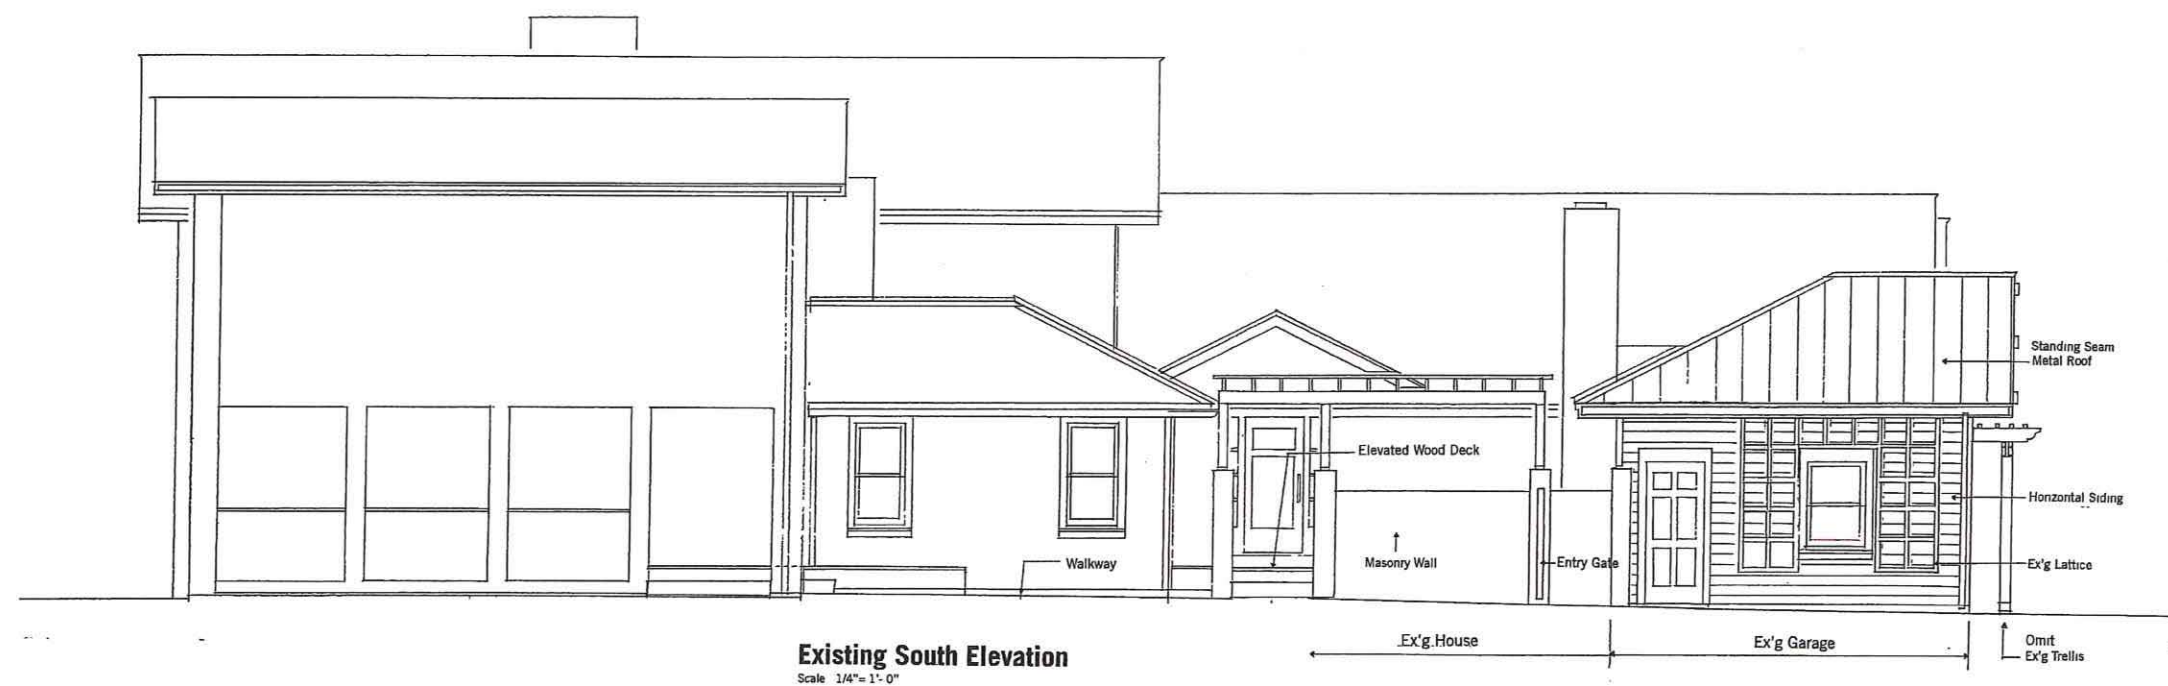 Standing Seam
Metal Roof
Elevated Wood Deck
Horizontal Siding
Walkway
Masonry Wall
Entry Gate
Ex'g Lattice
Ex'g House
Ex'g Garage
Omit
Ex'g Trellis
Existing South Elevation
Scale 1/4"= 1'- 0"